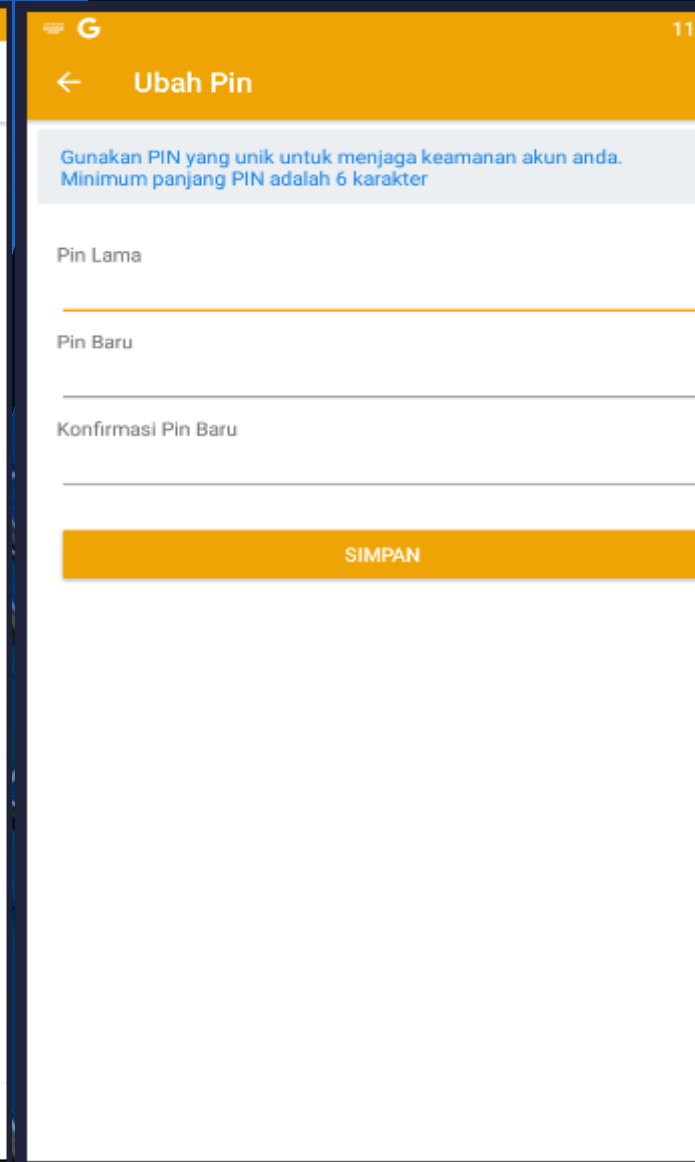 G 11
Ubah Pin
Gunakan PIN yang unik untuk menjaga keamanan akun anda.
Minimum panjang PIN adalah 6 karakter
Pin Lama
Pin Baru
Konfirmasi Pin Baru
SIMPAN